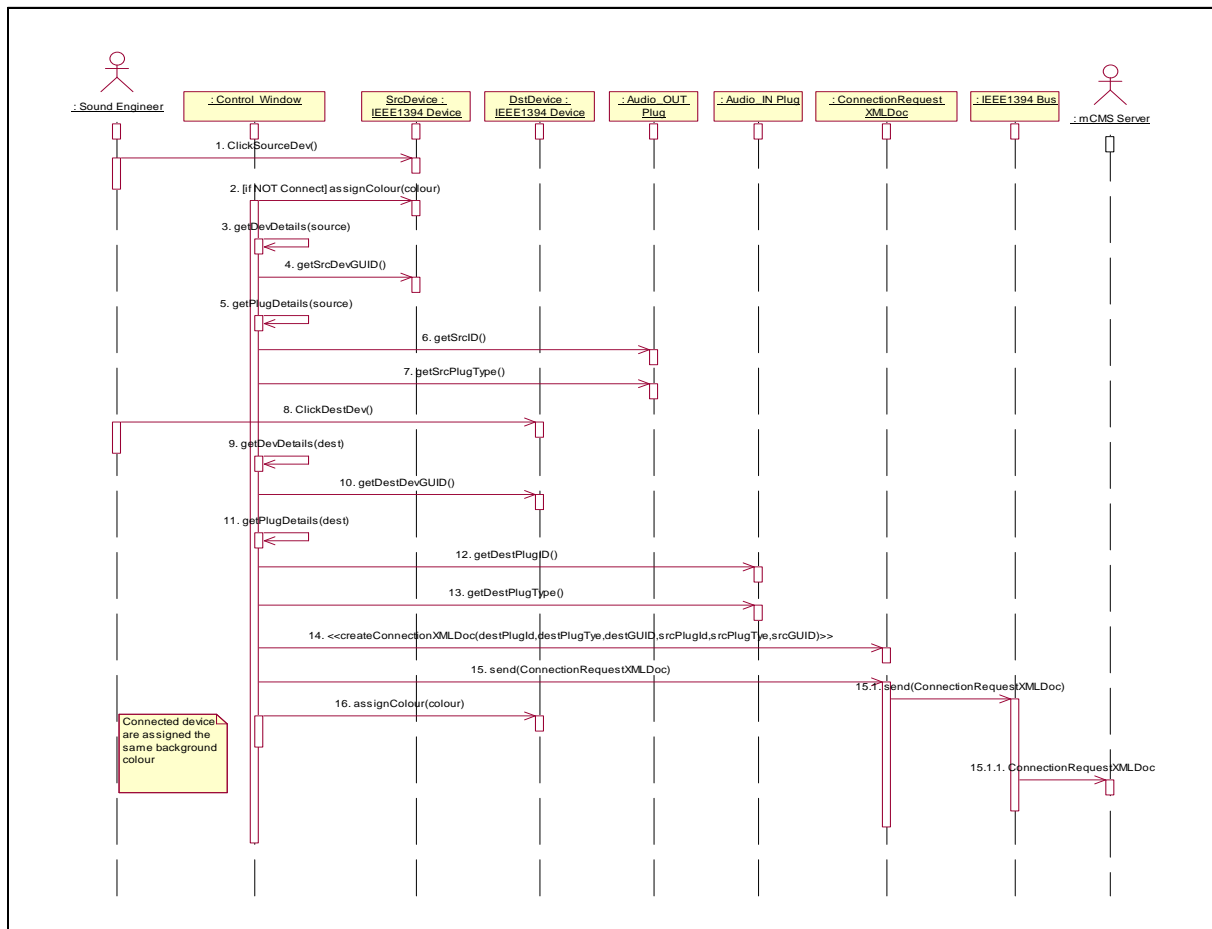 : Sound Engineer
: Control_Window
SrcDevice :
IEEE1394 Device
DstDevice :
IEEE1394 Device
: Audio_OUT
Plug
: Audio_IN Plug
: ConnectionRequest
XMLDoc
: IEEE1394 Bus
: mCMS Server
1. ClickSourceDev()
2. [if NOT Connect] assignColour(colour)
3. getDevDetails(source)
4. getSrcDevGUID()
5. getPlugDetails(source)
6. getSrcID()
7. getSrcPlugType()
8. ClickDestDev()
9. getDevDetails(dest)
10. getDestDevGUID()
11. getPlugDetails(dest)
12. getDestPlugID()
13. getDestPlugType()
14. <<createConnectionXMLDoc(destPlugId,destPlugTye,destGUID,srcPlugId,srcPlugTye,srcGUID)>>
15. send(ConnectionRequestXMLDoc)
15.1. send(ConnectionRequestXMLDoc)
16. assignColour(colour)
Connected device
are assigned the
same background
colour
15.1.1. ConnectionRequestXMLDoc